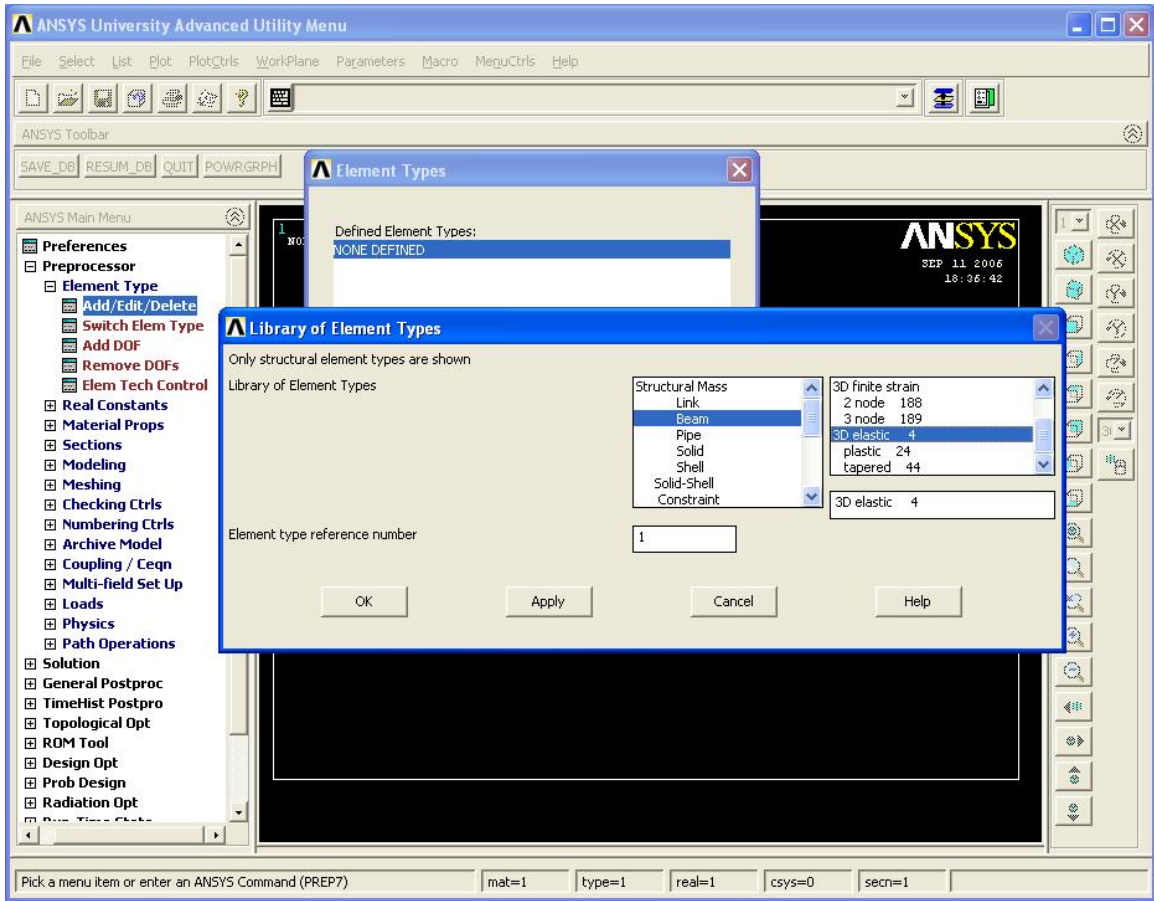 ANSYS University Advanced Utility Menu
File Select List Plot PlotCtrls WorkPlane Parameters Macro MenuCtrls Help
ANSYS Toolbar
SAVE_DB RESUM_DB QUIT POWRGRPH
Element Types
Defined Element Types:
NONE DEFINED
ANSYS Main Menu
Preferences
Preprocessor
Element Type
Add/Edit/Delete
Switch Elem Type
Add DOF
Remove DOFs
Elem Tech Control
Real Constants
Material Props
Sections
Modeling
Meshing
Checking Ctrls
Numbering Ctrls
Archive Model
Coupling / Ceqn
Multi-field Set Up
Loads
Physics
Path Operations
Solution
General Postproc
TimeHist Postpro
Topological Opt
ROM Tool
Design Opt
Prob Design
Radiation Opt
1
ANSYS
SEP 11 2006
18:36:42
1
Library of Element Types
Only structural element types are shown
Library of Element Types
Structural Mass
Link
Beam
Pipe
Solid
Shell
Solid-Shell
Constraint
3D finite strain
2 node 188
3 node 189
3D elastic 4
plastic 24
tapered 44
3D elastic 4
Element type reference number
1
OK Apply Cancel Help
Pick a menu item or enter an ANSYS Command (PREP7) mat=1 type=1 real=1 csys=0 secn=1